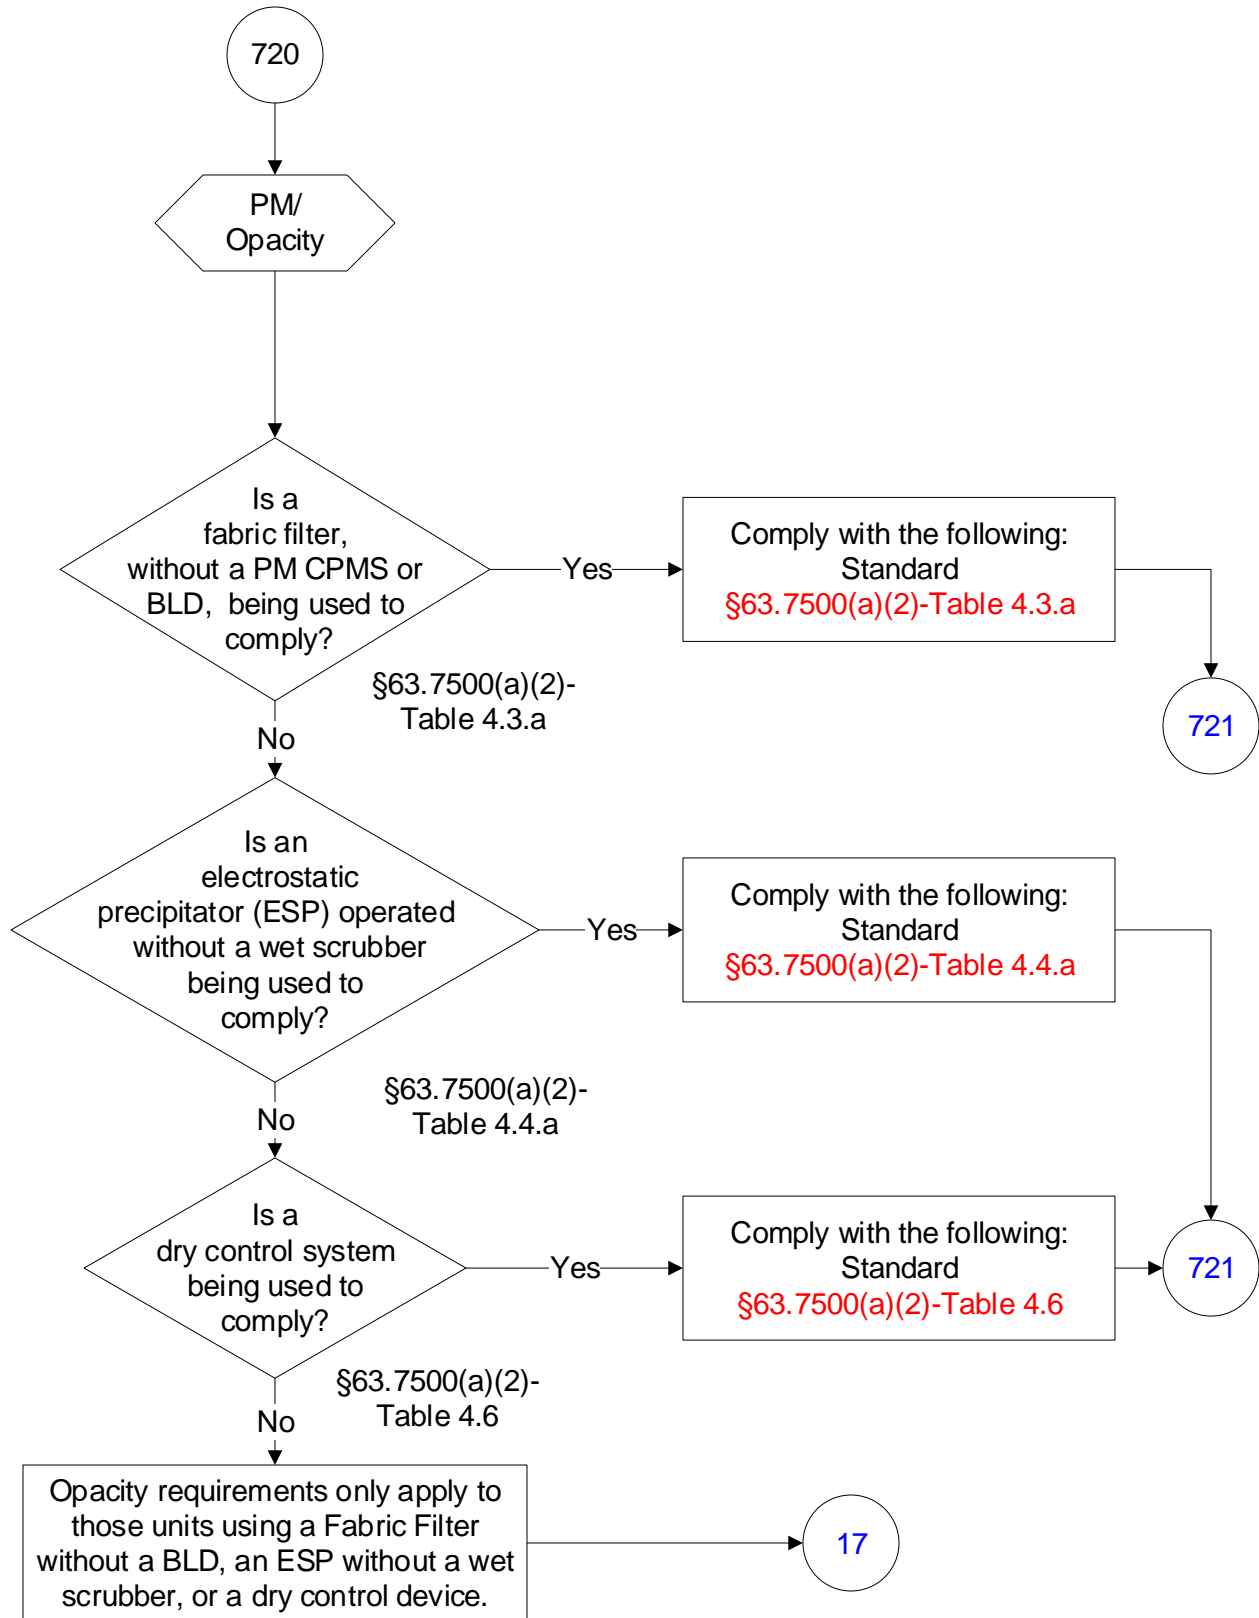 720
PM/
Opacity
Is a
fabric filter,
without a PM CPMS or
BLD, being used to
comply?
Yes
Comply with the following:
Standard
§63.7500(a)(2)-Table 4.3.a
721
§63.7500(a)(2)-
Table 4.3.a
No
Is an
electrostatic
precipitator (ESP) operated
without a wet scrubber
being used to
comply?
Yes
Comply with the following:
Standard
§63.7500(a)(2)-Table 4.4.a
§63.7500(a)(2)-
Table 4.4.a
No
Is a
dry control system
being used to
comply?
Yes
Comply with the following:
Standard
§63.7500(a)(2)-Table 4.6
721
§63.7500(a)(2)-
Table 4.6
No
Opacity requirements only apply to
those units using a Fabric Filter
without a BLD, an ESP without a wet
scrubber, or a dry control device.
17